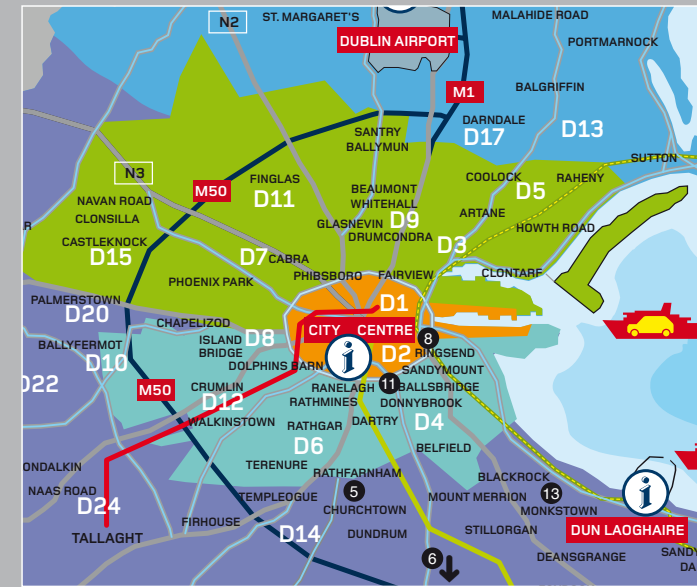 N2
ST. MARGARET'S
MALAHIDE ROAD
DUBLIN AIRPORT
PORTMARNOCK
M1
BALGRIFFIN
DARNDALE
D17
D13
SANTRY
BALLYMUN
SUTTON
N3
M50
FINGLAS
D11
COOLOCK
D5
RAHENY
BEAUMONT
WHITEHALL
NAVAN ROAD
CLONSILLA
GLASNEVIN
D9
DRUMCONDRA
ARTANE
HOWTH ROAD
CASTLEKNOCK
D15
D7
CABRA
D3
PHOENIX PARK
PHIBSBORO
FAIRVIEW
CLONTARF
PALMERSTOWN
D20
D1
CHAPELIZOD
CITY CENTRE
BALLYFERMOT
D10
ISLAND
BRIDGE
D8
i
D2
8
RINGSEND
DOLPHINS BARN
SANDYMOUNT
D22
M50
CRUMLIN
D12
RANELAGH
11
BALLSBRIDGE
RATHMINES
DONNYBROOK
WALKINSTOWN
RATHGAR
DARTRY
D4
D6
BELFIELD
ONDALKIN
TERENURE
RATHFARNHAM
BLACKROCK
i
NAAS ROAD
D24
TEMPLEOGUE
5
MOUNT MERRION
13
CHURCHTOWN
MONKSTOWN
FIRHOUSE
D14
DUNDRUM
STILLORGAN
DUN LAOGHAIRE
TALLAGHT
6
DEANSGRANGE
SANDY
DA
R